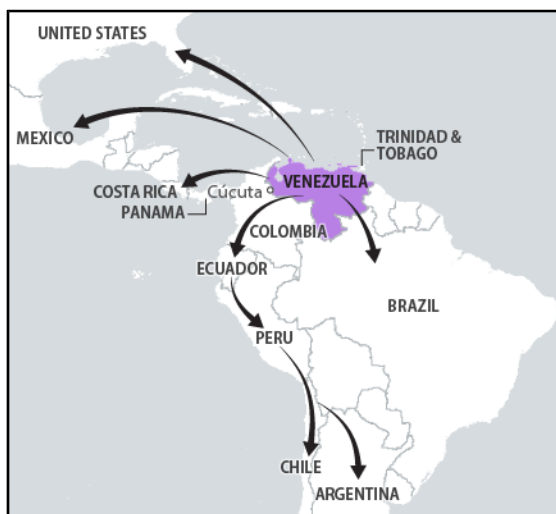 UNITED STATES
MEXICO
TRINIDAD &
TOBAGO
COSTA RICA
PANAMA
Cúcuta
VENEZUELA
COLOMBIA
ECUADOR
BRAZIL
PERU
CHILE
ARGENTINA